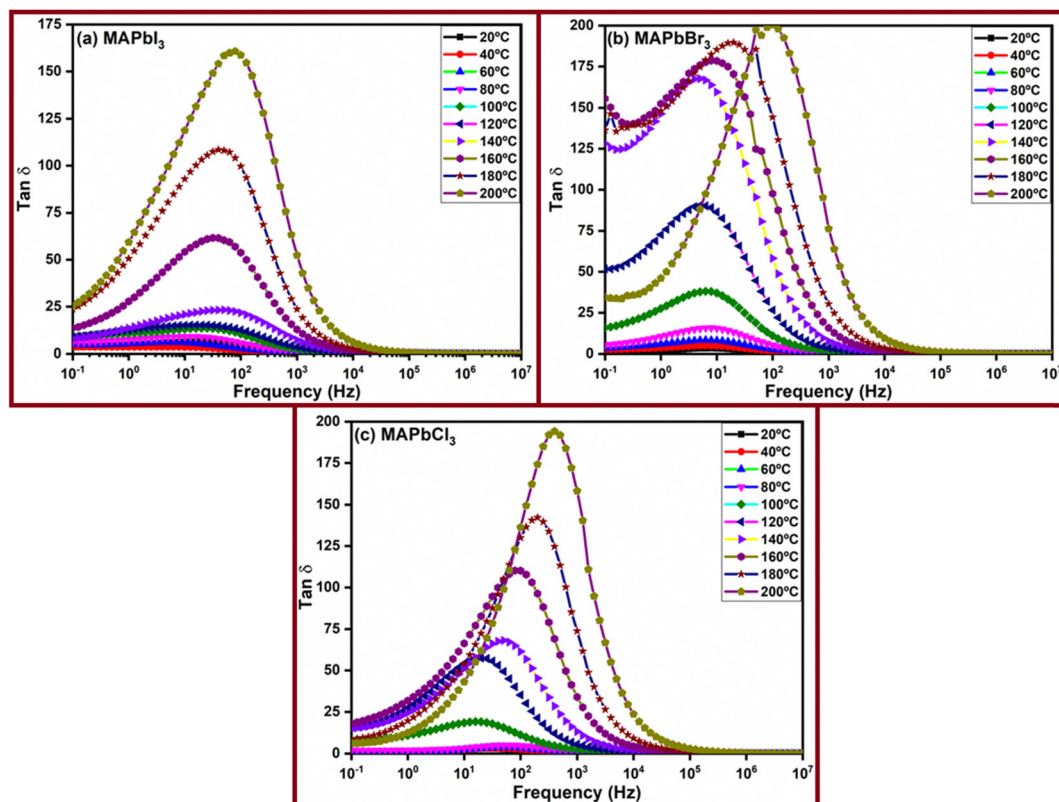 (a) MAPbI₃
175
150
125
100
75
50
25
0
Tan δ
10⁻¹ 10⁰ 10¹ 10² 10³ 10⁴ 10⁵ 10⁶ 10⁷
Frequency (Hz)
20ºC
40ºC
60ºC
80ºC
100ºC
120ºC
140ºC
160ºC
180ºC
200ºC
(b) MAPbBr₃
200
175
150
125
100
75
50
25
0
Tan δ
10⁻¹ 10⁰ 10¹ 10² 10³ 10⁴ 10⁵ 10⁶ 10⁷
Frequency (Hz)
20ºC
40ºC
60ºC
80ºC
100ºC
120ºC
140ºC
160ºC
180ºC
200ºC
(c) MAPbCl₃
200
175
150
125
100
75
50
25
0
Tan δ
10⁻¹ 10⁰ 10¹ 10² 10³ 10⁴ 10⁵ 10⁶ 10⁷
Frequency (Hz)
20ºC
40ºC
60ºC
80ºC
100ºC
120ºC
140ºC
160ºC
180ºC
200ºC